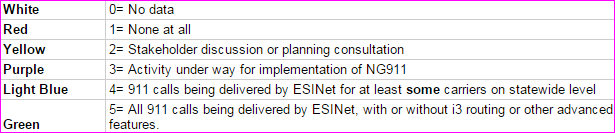 White 0= No data
Red 1= None at all
Yellow 2= Stakeholder discussion or planning consultation
Purple 3= Activity under way for implementation of NG911
Light Blue 4= 911 calls being delivered by ESINet for at least some carriers on statewide level
5= All 911 calls being delivered by ESINet, with or without i3 routing or other advanced
Green features.